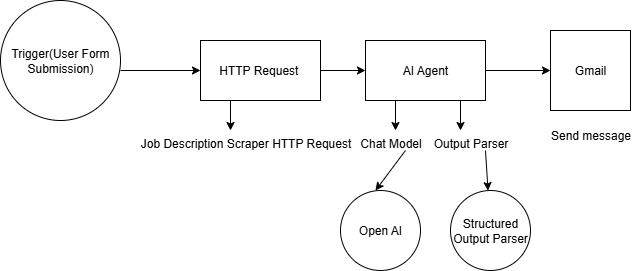 Trigger(User Form
Submission)
HTTP Request
AI Agent
Gmail
Job Description Scraper HTTP Request
Chat Model
Output Parser
Send message
Open AI
Structured
Output Parser